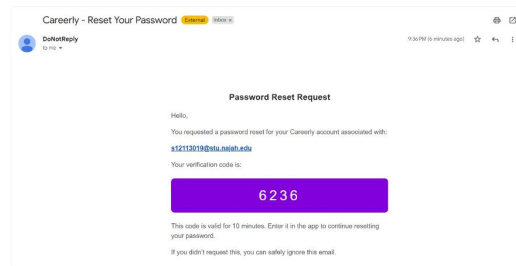 Careerly - Reset Your Password External Inbox ×
DoNotReply 9:36 PM (6 minutes ago)
to me
Password Reset Request
Hello,
You requested a password reset for your Careerly account associated with:
s12113019@stu.najah.edu
Your verification code is:
6236
This code is valid for 10 minutes. Enter it in the app to continue resetting
your password.
If you didn't request this, you can safely ignore this email.